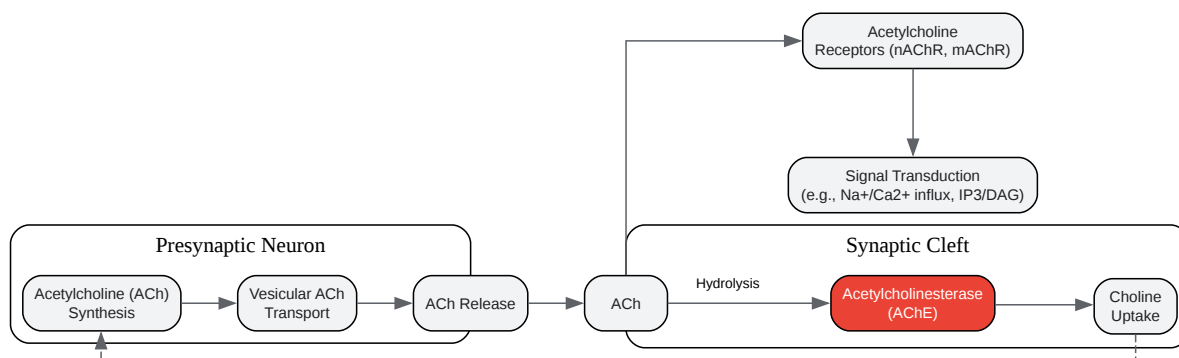 Acetylcholine
Receptors (nAChR, mAChR)
Signal Transduction
(e.g., Na+/Ca2+ influx, IP3/DAG)
Presynaptic Neuron
Acetylcholine (ACh)
Synthesis
Vesicular ACh
Transport
ACh Release
Synaptic Cleft
ACh
Hydrolysis
Acetylcholinesterase
(AChE)
Choline
Uptake